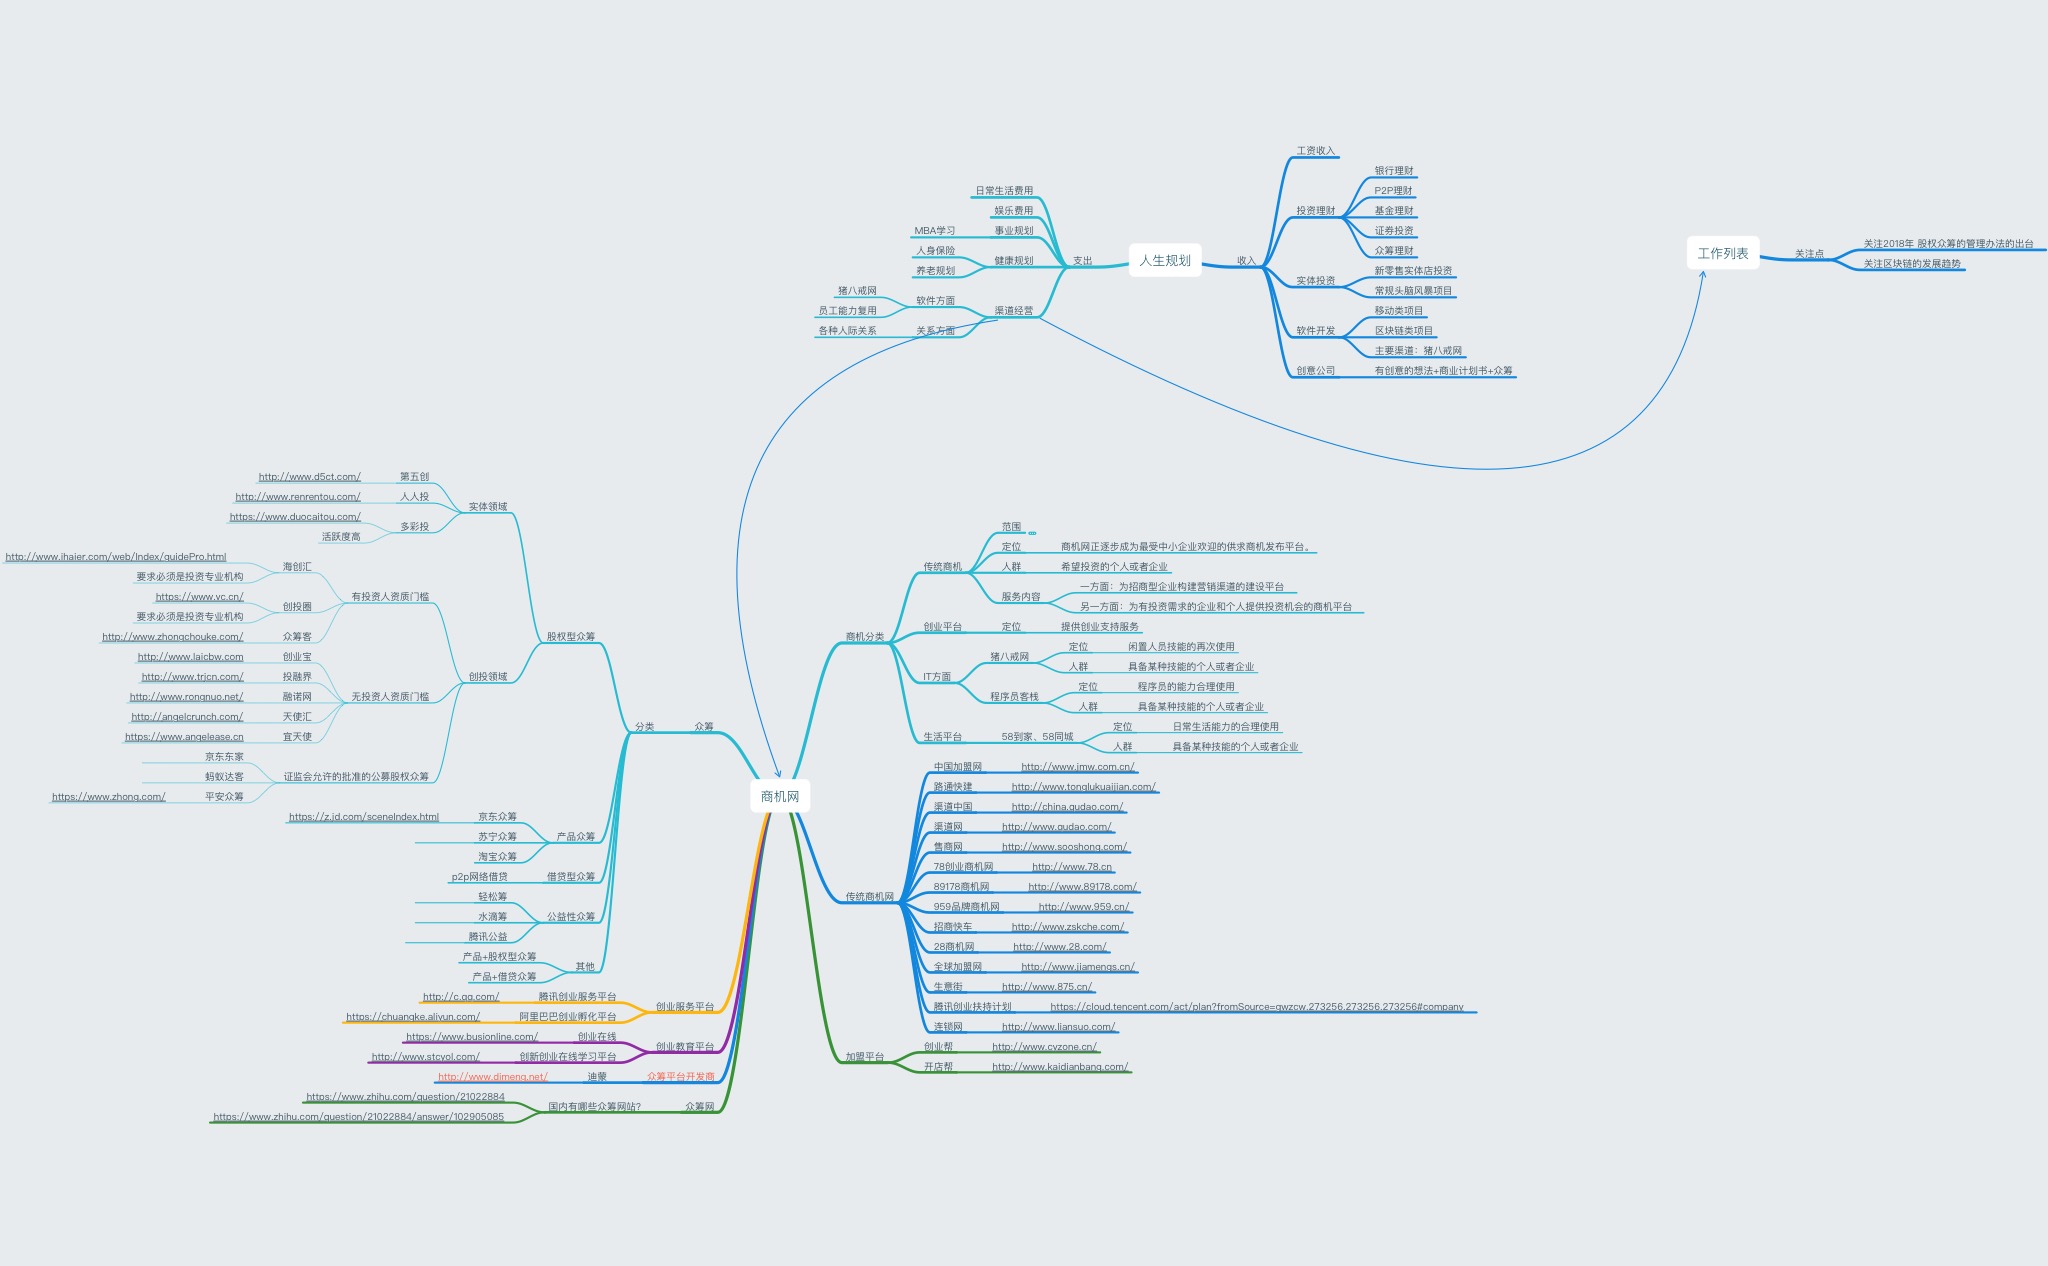 人生规划
支出
日常生活费用
娱乐费用
事业规划
MBA学习
健康规划
人身保险
养老规划
渠道经营
软件方面
猪八戒网
员工能力复用
关系方面
各种人际关系
收入
工资收入
投资理财
银行理财
P2P理财
基金理财
证券投资
众筹理财
实体投资
新零售实体店投资
常规头脑风暴项目
软件开发
移动类项目
区块链类项目
主要渠道：猪八戒网
创意公司
有创意的想法+商业计划书+众筹
工作列表
关注点
关注2018年 股权众筹的管理办法的出台
关注区块链的发展趋势
商机网
众筹
分类
股权型众筹
实体领域
第五创
http://www.d5ct.com/
人人投
http://www.renrentou.com/
多彩投
https://www.duocaitou.com/
活跃度高
创投领域
有投资人资质门槛
海创汇
http://www.ihaier.com/web/Index/guidePro.html
要求必须是投资专业机构
创投圈
https://www.vc.cn/
要求必须是投资专业机构
众筹客
http://www.zhongchouke.com/
无投资人资质门槛
创业宝
http://www.laicbw.com
投融界
http://www.trjcn.com/
融诺网
http://www.rongnuo.net/
天使汇
http://angelcrunch.com/
宜天使
https://www.angelease.cn
证监会允许的批准的公募股权众筹
京东东家
蚂蚁达客
平安众筹
https://www.zhong.com/
产品众筹
京东众筹
https://z.jd.com/sceneIndex.html
苏宁众筹
淘宝众筹
借贷型众筹
p2p网络借贷
公益性众筹
轻松筹
水滴筹
腾讯公益
其他
产品+股权型众筹
产品+借贷众筹
创业服务平台
腾讯创业服务平台
http://c.qq.com/
阿里巴巴创业孵化平台
https://chuangke.aliyun.com/
创业教育平台
创业在线
https://www.busionline.com/
创新创业在线学习平台
http://www.stcyol.com/
众筹平台开发商
迪蒙
http://www.dimeng.net/
众筹网
国内有哪些众筹网站?
https://www.zhihu.com/question/21022884
https://www.zhihu.com/question/21022884/answer/102905085
商机分类
传统商机
范围
定位
商机网正逐步成为最受中小企业欢迎的供求商机发布平台。
人群
希望投资的个人或者企业
服务内容
一方面：为招商型企业构建营销渠道的建设平台
另一方面：为有投资需求的企业和个人提供投资机会的商机平台
创业平台
定位
提供创业支持服务
IT方面
猪八戒网
定位
闲置人员技能的再次使用
人群
具备某种技能的个人或者企业
程序员客栈
定位
程序员的能力合理使用
人群
具备某种技能的个人或者企业
生活平台
58到家、58同城
定位
日常生活能力的合理使用
人群
具备某种技能的个人或者企业
传统商机网
中国加盟网
http://www.jmw.com.cn/
路通快建
http://www.tonglukuaijian.com/
渠道中国
http://china.qudao.com/
渠道网
http://www.qudao.com/
售商网
http://www.sooshong.com/
78创业商机网
http://www.78.cn
89178商机网
http://www.89178.com/
959品牌商机网
http://www.959.cn/
招商快车
http://www.zskche.com/
28商机网
http://www.28.com/
全球加盟网
http://www.jiamengs.cn/
生意街
http://www.875.cn/
腾讯创业扶持计划
https://cloud.tencent.com/act/plan?fromSource=gwzcw.273256.273256.273256#company
连锁网
http://www.liansuo.com/
加盟平台
创业帮
http://www.cyzone.cn/
开店帮
http://www.kaidianbang.com/